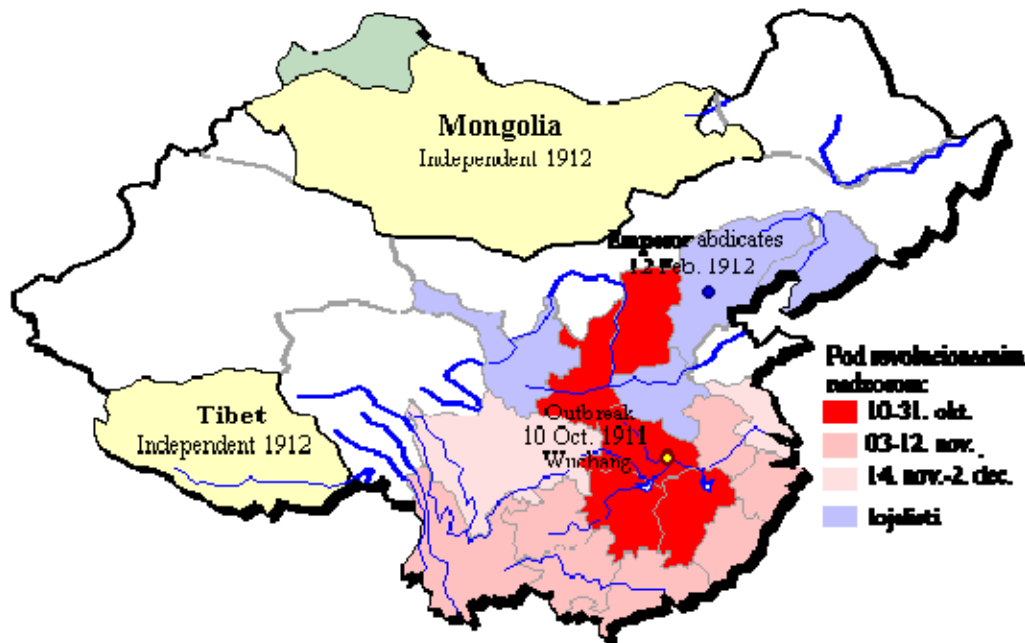 Mongolia
Independent 1912
Emperor abdicates
12 Feb. 1912
Tibet
Independent 1912
Outbreak
10 Oct. 1911
Wuchang
Pod
nadzorom:
10-31. okt.
03-12. nov.
14. nov.-2. dec.
lojalisti